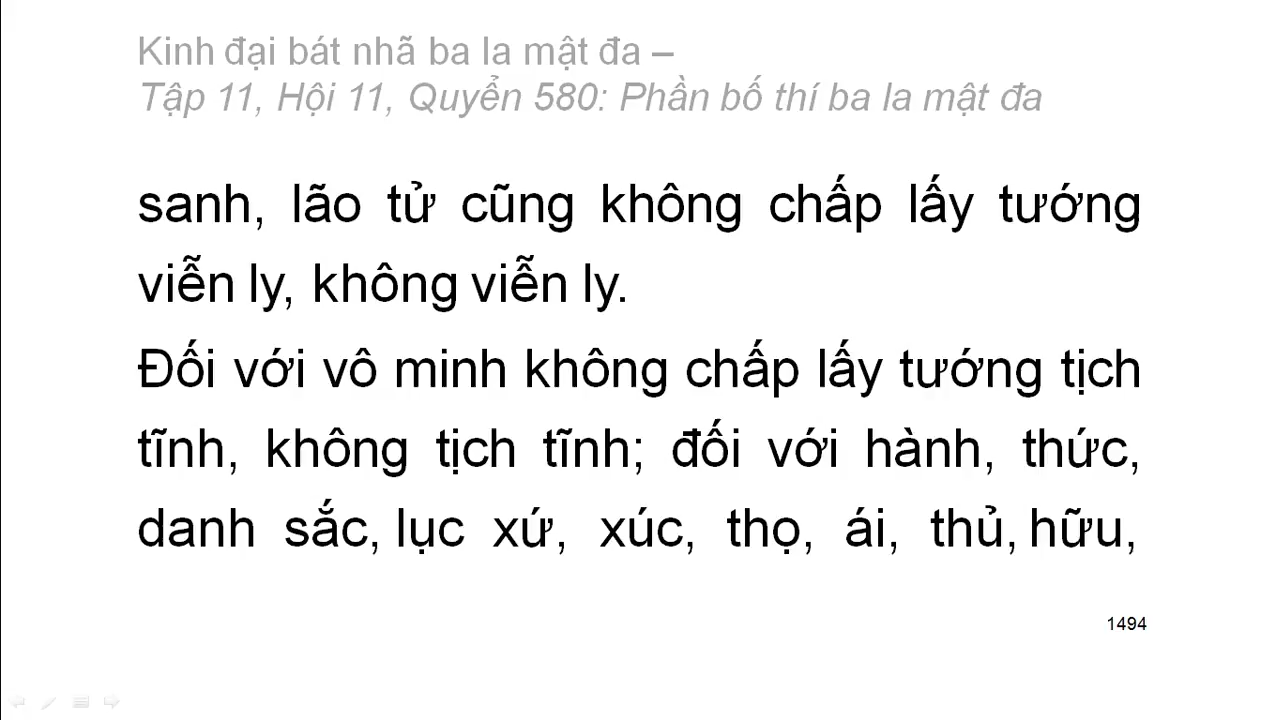 Kinh đại bát nhã ba la mật đa –
Tập 11, Hội 11, Quyển 580: Phần bố thí ba la mật đa
sanh, lão tử cũng không chấp lấy tướng
viễn ly, không viễn ly.
Đối với vô minh không chấp lấy tướng tịch
tĩnh, không tịch tĩnh; đối với hành, thức,
danh sắc, lục xứ, xúc, thọ, ái, thủ, hữu,
1494